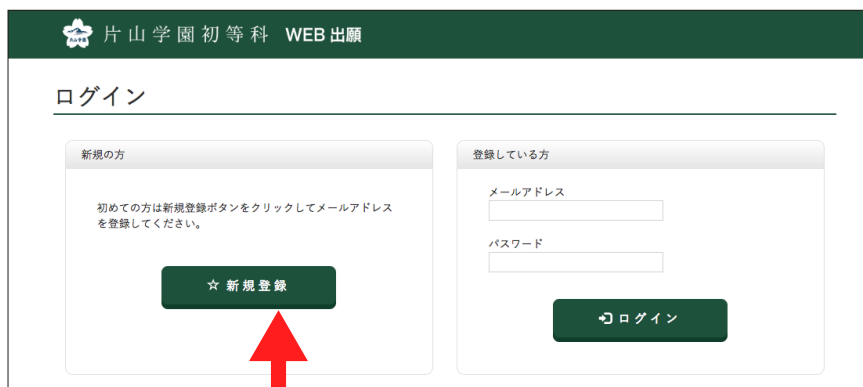 片山学園初等科 WEB 出願
ログイン
新規の方
初めての方は新規登録ボタンをクリックしてメールアドレス
を登録してください。
☆ 新規登録
登録している方
メールアドレス
パスワード
ログイン